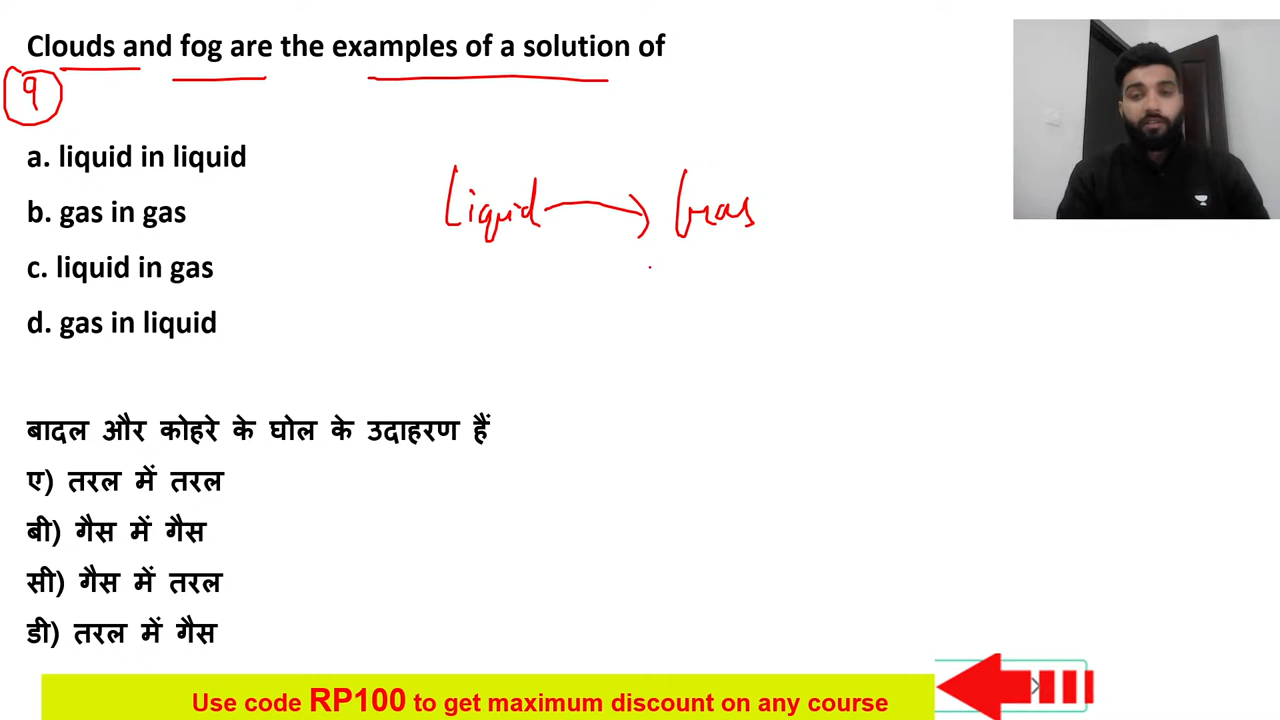 Clouds and fog are the examples of a solution of
9
a. liquid in liquid
b. gas in gas
c. liquid in gas
d. gas in liquid
Liquid → Gas
बादल और कोहरे के घोल के उदाहरण हैं
ए) तरल में तरल
बी) गैस में गैस
सी) गैस में तरल
डी) तरल में गैस
Use code RP100 to get maximum discount on any course